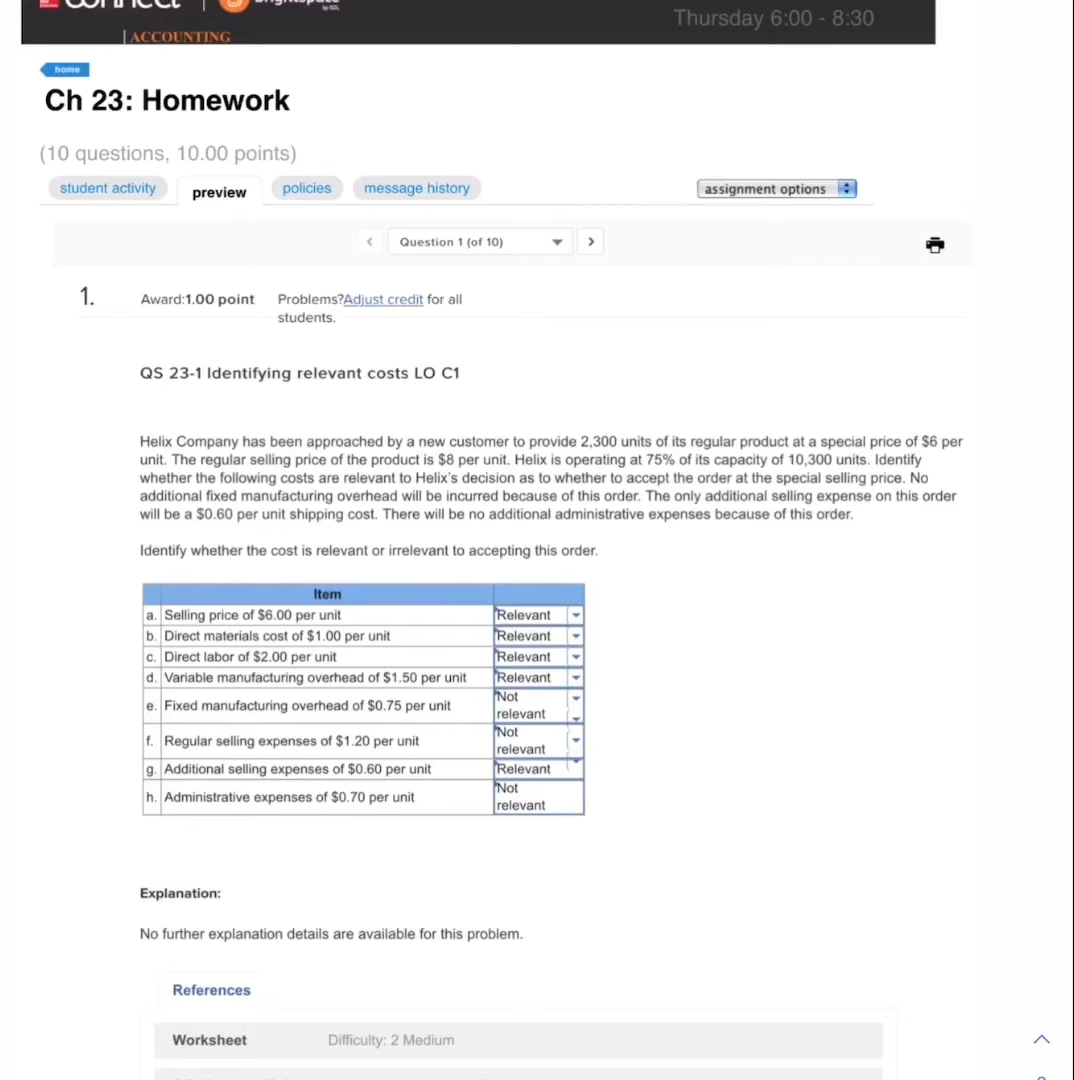 Thursday 6:00 - 8:30
| ACCOUNTING
home
Ch 23: Homework
(10 questions, 10.00 points)
student activity
preview
policies
message history
assignment options
Question 1 (of 10)
1.
Award:1.00 point
Problems?Adjust credit for all
students.
QS 23-1 Identifying relevant costs LO C1
Helix Company has been approached by a new customer to provide 2,300 units of its regular product at a special price of $6 per
unit. The regular selling price of the product is $8 per unit. Helix is operating at 75% of its capacity of 10,300 units. Identify
whether the following costs are relevant to Helix's decision as to whether to accept the order at the special selling price. No
additional fixed manufacturing overhead will be incurred because of this order. The only additional selling expense on this order
will be a $0.60 per unit shipping cost. There will be no additional administrative expenses because of this order.
Identify whether the cost is relevant or irrelevant to accepting this order.
Item
a. Selling price of $6.00 per unit Relevant
b. Direct materials cost of $1.00 per unit Relevant
c. Direct labor of $2.00 per unit Relevant
d. Variable manufacturing overhead of $1.50 per unit Relevant
e. Fixed manufacturing overhead of $0.75 per unit Not
relevant
f. Regular selling expenses of $1.20 per unit Not
relevant
g. Additional selling expenses of $0.60 per unit Relevant
h. Administrative expenses of $0.70 per unit Not
relevant
Explanation:
No further explanation details are available for this problem.
References
Worksheet Difficulty: 2 Medium